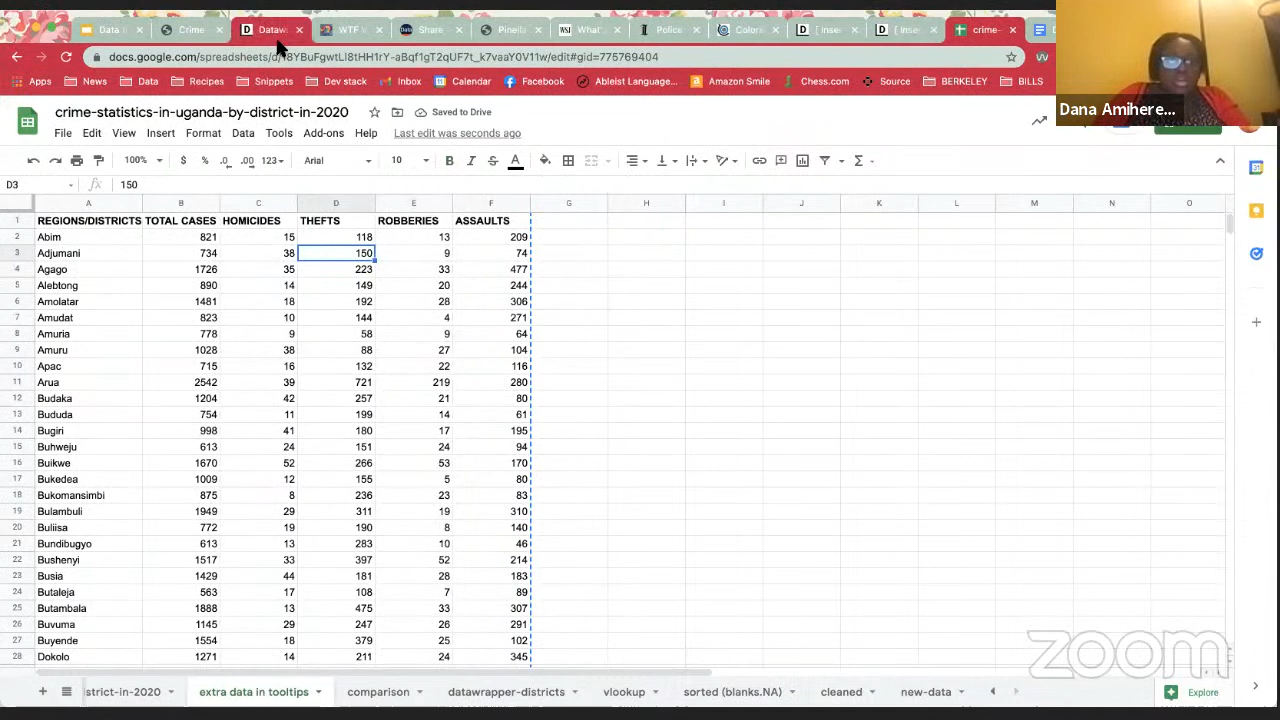 Data I
Crime
Dataw
WTF V
Share,
Pinella
What'
Police
Color
[ Inser
[ Inser
crime-
docs.google.com/spreadsheets/d/18YBuFgwtLI8tHH1rY-aBqf1gT2qUF7t_k7vaaY0V11w/edit#gid=775769404
Apps News Data Recipes Snippets Dev stack Inbox Calendar Facebook Ableist Language... Amazon Smile Chess.com Source BERKELEY BILLS
Dana Amihere...
crime-statistics-in-uganda-by-district-in-2020 Saved to Drive
File Edit View Insert Format Data Tools Add-ons Help Last edit was seconds ago
100% $ % .0 .00 123 Arial 10 B I S A
D3 fx 150
A B C D E F G H I J K L M N O
1 REGIONS/DISTRICTS TOTAL CASES HOMICIDES THEFTS ROBBERIES ASSAULTS
2 Abim 821 15 118 13 209
3 Adjumani 734 38 150 9 74
4 Agago 1726 35 223 33 477
5 Alebtong 890 14 149 20 244
6 Amolatar 1481 18 192 28 306
7 Amudat 823 10 144 4 271
8 Amuria 778 9 58 9 64
9 Amuru 1028 38 88 27 104
10 Apac 715 16 132 22 116
11 Arua 2542 39 721 219 280
12 Budaka 1204 42 257 21 80
13 Bududa 754 11 199 14 61
14 Bugiri 998 41 180 17 195
15 Buhweju 613 24 151 24 94
16 Buikwe 1670 52 266 53 170
17 Bukedea 1009 12 155 5 80
18 Bukomansimbi 875 8 236 23 83
19 Bulambuli 1949 29 311 19 310
20 Buliisa 772 19 190 8 140
21 Bundibugyo 613 13 283 10 46
22 Bushenyi 1517 33 397 52 214
23 Busia 1429 44 181 28 183
24 Butaleja 563 17 108 7 89
25 Butambala 1888 13 475 33 307
26 Buvuma 1145 29 247 26 291
27 Buyende 1554 18 379 25 102
28 Dokolo 1271 14 211 24 345
zoom
strict-in-2020 extra data in tooltips comparison datawrapper-districts vlookup sorted (blanks.NA) cleaned new-data Explore